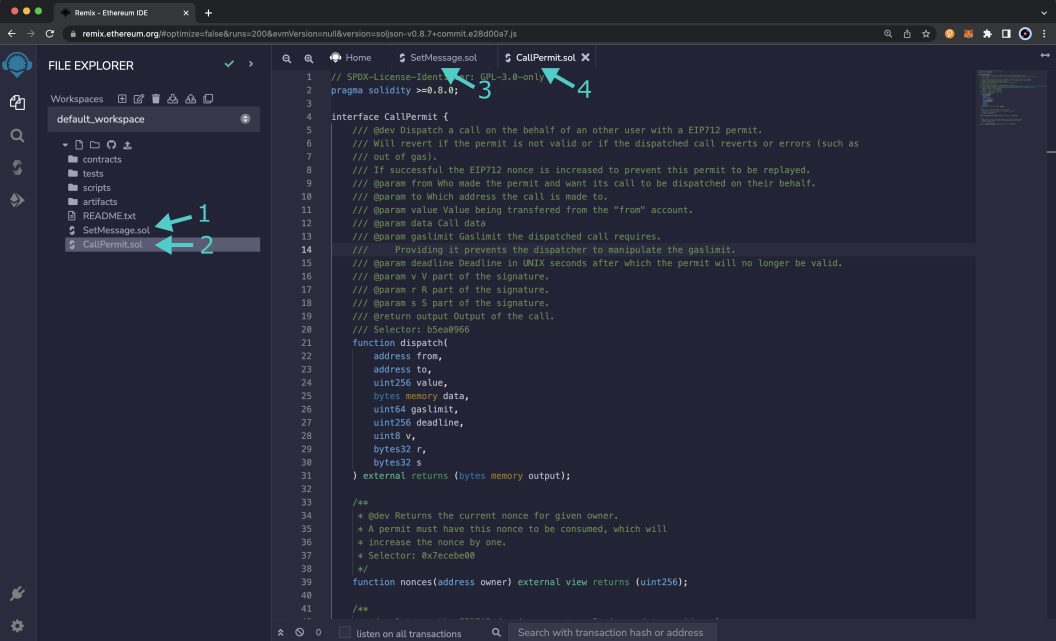 Remix - Ethereum IDE
remix.ethereum.org/#optimize=false&runs=200&evmVersion=null&version=soljson-v0.8.7+commit.e28d00a7.js
FILE EXPLORER
Workspaces
default_workspace
contracts
tests
scripts
artifacts
README.txt
SetMessage.sol
1
CallPermit.sol
2
Home
SetMessage.sol
CallPermit.sol
3
4
1 // SPDX-License-Identifier: GPL-3.0-only
2 pragma solidity >=0.8.0;
3
4 interface CallPermit {
5 /// @dev Dispatch a call on the behalf of an other user with a EIP712 permit.
6 /// Will revert if the permit is not valid or if the dispatched call reverts or errors (such as
7 /// out of gas).
8 /// If successful the EIP712 nonce is increased to prevent this permit to be replayed.
9 /// @param from Who made the permit and want its call to be dispatched on their behalf.
10 /// @param to Which address the call is made to.
11 /// @param value Value being transfered from the "from" account.
12 /// @param data Call data
13 /// @param gaslimit Gaslimit the dispatched call requires.
14 /// Providing it prevents the dispatcher to manipulate the gaslimit.
15 /// @param deadline Deadline in UNIX seconds after which the permit will no longer be valid.
16 /// @param v V part of the signature.
17 /// @param r R part of the signature.
18 /// @param s S part of the signature.
19 /// @return output Output of the call.
20 /// Selector: b5ea0966
21 function dispatch(
22 address from,
23 address to,
24 uint256 value,
25 bytes memory data,
26 uint64 gaslimit,
27 uint256 deadline,
28 uint8 v,
29 bytes32 r,
30 bytes32 s
31 ) external returns (bytes memory output);
32
33 /**
34 * @dev Returns the current nonce for given owner.
35 * A permit must have this nonce to be consumed, which will
36 * increase the nonce by one.
37 * Selector: 0x7ecebe00
38 */
39 function nonces(address owner) external view returns (uint256);
40
41 /**
0
listen on all transactions
Search with transaction hash or address